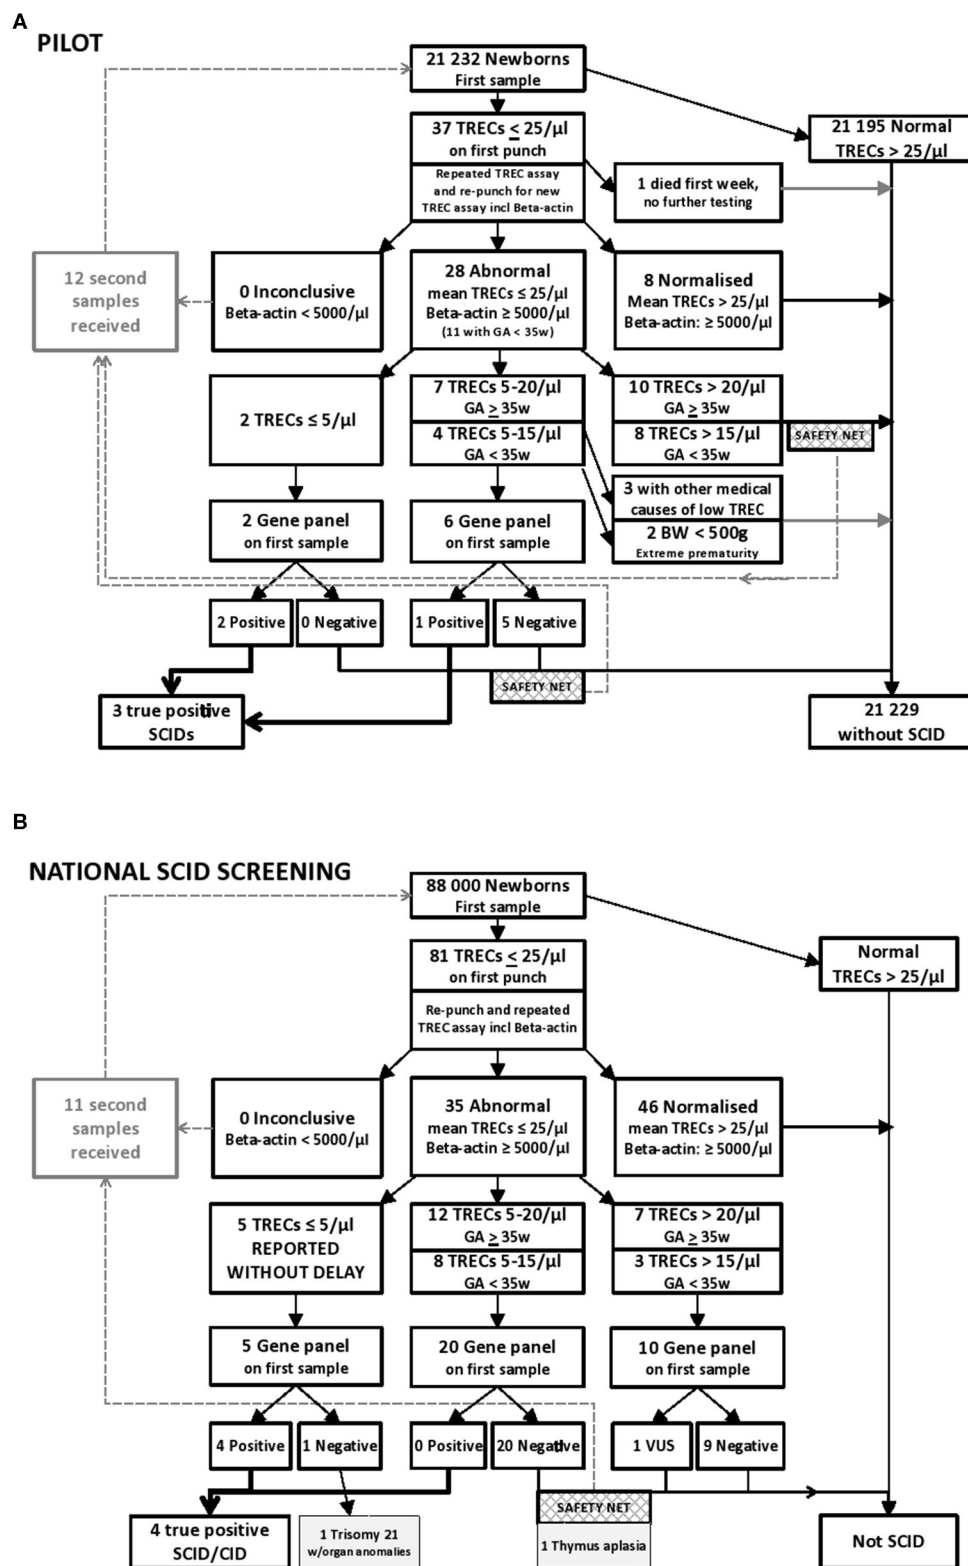 A
PILOT
21 232 Newborns
First sample
37 TRECs ≤ 25/µl
on first punch
21 195 Normal
TRECs > 25/µl
Repeated TREC assay
and re-punch for new
TREC assay incl Beta-actin
1 died first week,
no further testing
12 second
samples
received
0 Inconclusive
Beta-actin < 5000/µl
28 Abnormal
mean TRECs ≤ 25/µl
Beta-actin ≥ 5000/µl
(11 with GA < 35w)
8 Normalised
Mean TRECs > 25/µl
Beta-actin: ≥ 5000/µl
2 TRECs ≤ 5/µl
7 TRECs 5-20/µl
GA ≥ 35w
4 TRECs 5-15/µl
GA < 35w
10 TRECs > 20/µl
GA ≥ 35w
8 TRECs > 15/µl
GA < 35w
SAFETY NET
3 with other medical
causes of low TREC
2 BW < 500g
Extreme prematurity
2 Gene panel
on first sample
6 Gene panel
on first sample
2 Positive
0 Negative
1 Positive
5 Negative
SAFETY NET
3 true positive
SCIDs
21 229
without SCID
B
NATIONAL SCID SCREENING
88 000 Newborns
First sample
81 TRECs ≤ 25/µl
on first punch
Normal
TRECs > 25/µl
Re-punch and repeated
TREC assay incl Beta-actin
11 second
samples
received
0 Inconclusive
Beta-actin < 5000/µl
35 Abnormal
mean TRECs ≤ 25/µl
Beta-actin ≥ 5000/µl
46 Normalised
mean TRECs > 25/µl
Beta-actin: ≥ 5000/µl
5 TRECs ≤ 5/µl
REPORTED
WITHOUT DELAY
12 TRECs 5-20/µl
GA ≥ 35w
8 TRECs 5-15/µl
GA < 35w
7 TRECs > 20/µl
GA ≥ 35w
3 TRECs > 15/µl
GA < 35w
5 Gene panel
on first sample
20 Gene panel
on first sample
10 Gene panel
on first sample
4 Positive
1 Negative
0 Positive
20 Negative
1 VUS
9 Negative
SAFETY NET
4 true positive
SCID/CID
1 Trisomy 21
w/organ anomalies
1 Thymus aplasia
Not SCID